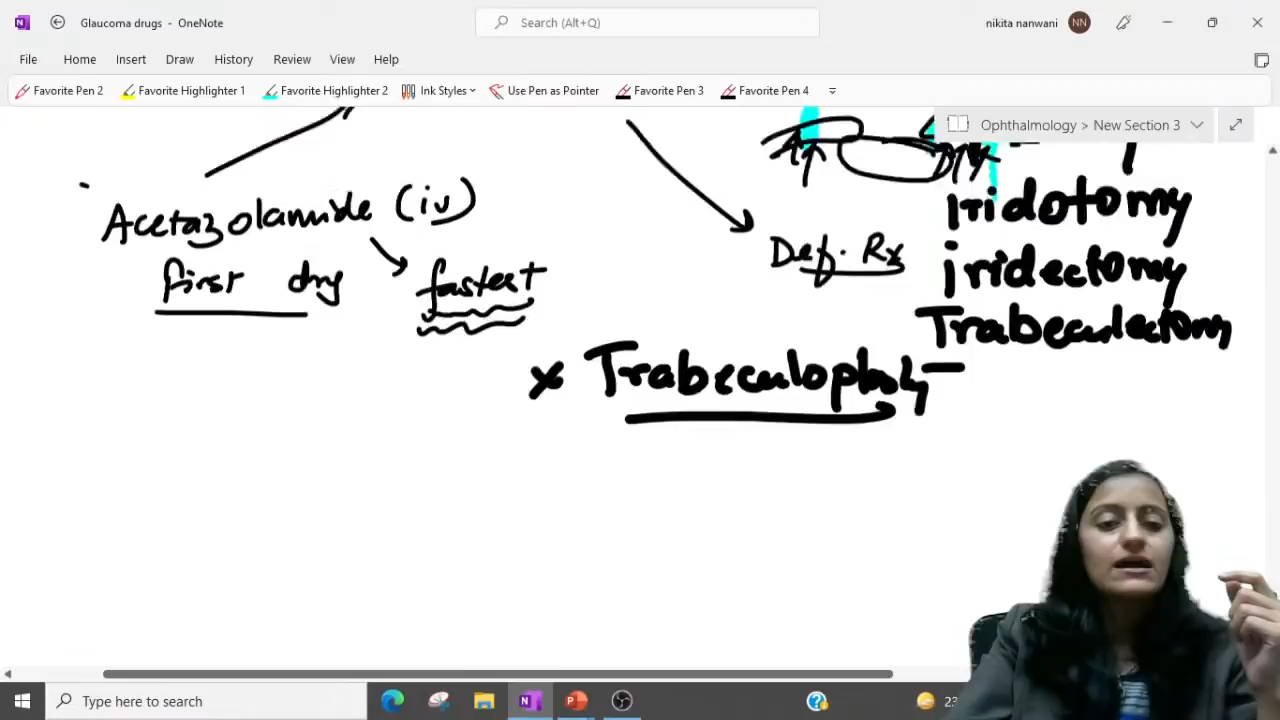 Glaucoma drugs - OneNote
Search (Alt+Q)
nikita nanwani
NN
File Home Insert Draw History Review View Help
Favorite Pen 2 Favorite Highlighter 1 Favorite Highlighter 2 Ink Styles Use Pen as Pointer Favorite Pen 3 Favorite Pen 4
Ophthalmology > New Section 3
Acetazolamide (iv)
first drug
fastest
Def. Rx
iridotomy
iridectomy
Trabeculectomy
x Trabeculoplasty
Type here to search
23